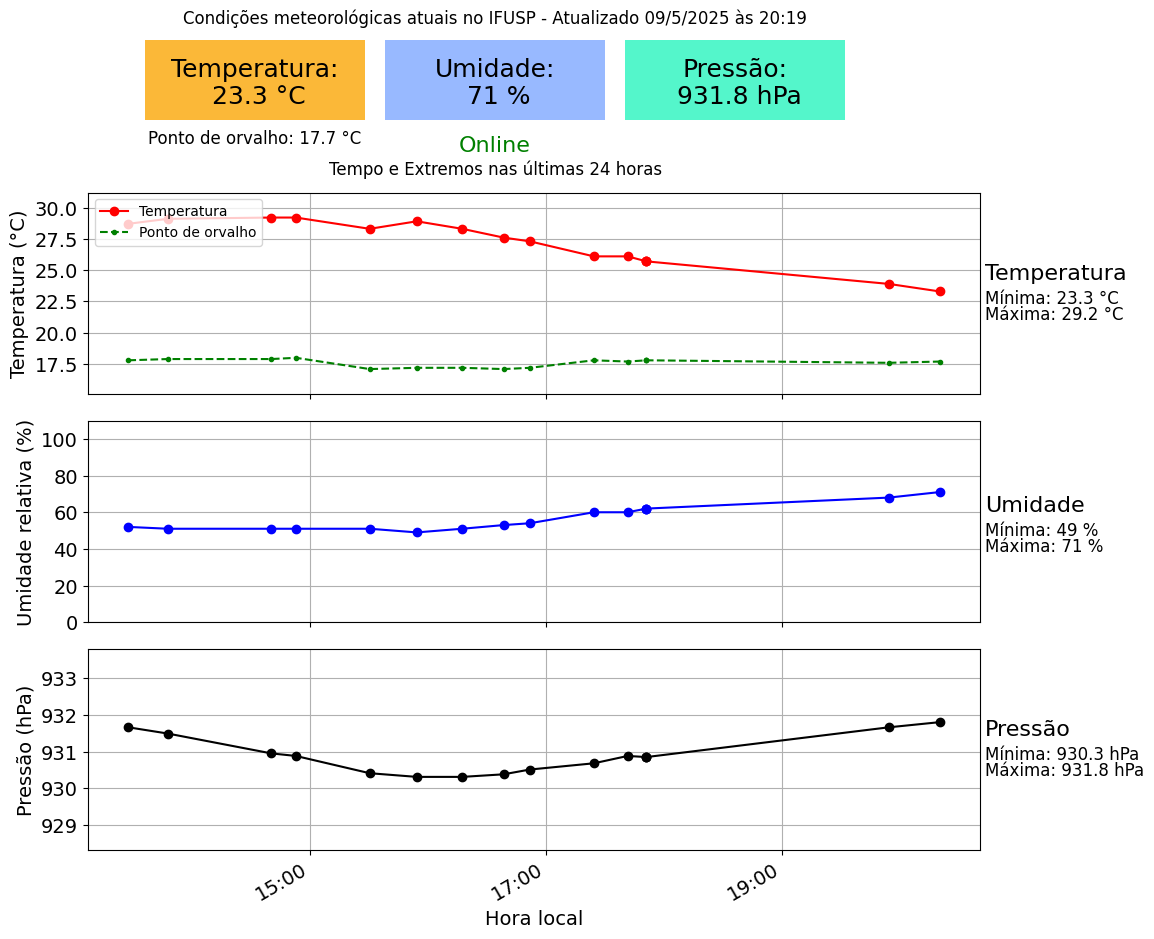 Condições meteorológicas atuais no IFUSP - Atualizado 09/5/2025 às 20:19
Temperatura:
23.3 °C
Umidade:
71 %
Pressão:
931.8 hPa
Ponto de orvalho: 17.7 °C
Online
Tempo e Extremos nas últimas 24 horas
Temperatura (°C)
30.0
27.5
25.0
22.5
20.0
17.5
Temperatura
Ponto de orvalho
Temperatura
Mínima: 23.3 °C
Máxima: 29.2 °C
Umidade relativa (%)
100
80
60
40
20
0
Umidade
Mínima: 49 %
Máxima: 71 %
Pressão (hPa)
933
932
931
930
929
Pressão
Mínima: 930.3 hPa
Máxima: 931.8 hPa
15:00
17:00
19:00
Hora local